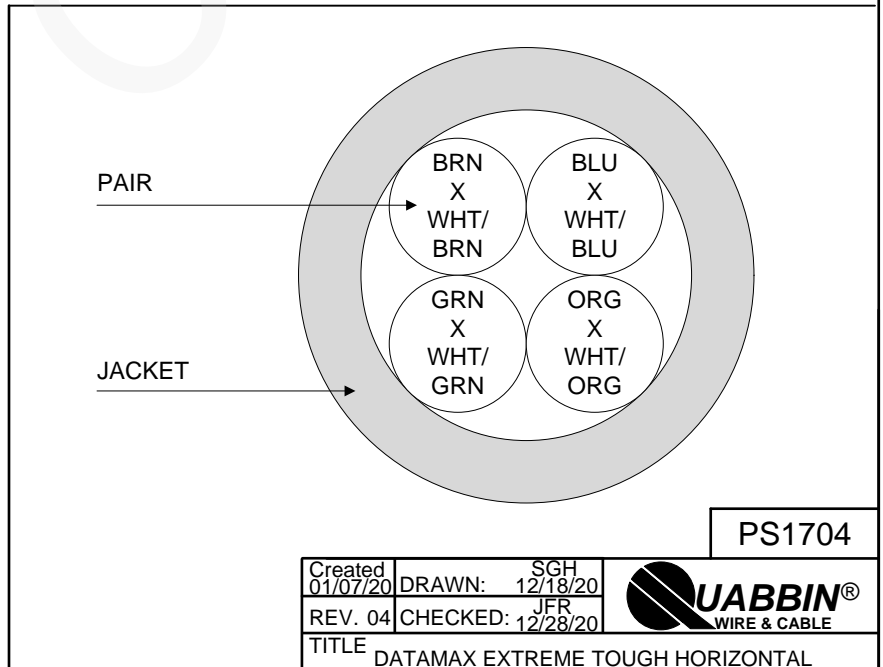 PAIR
JACKET
BRN
X
WHT/
BRN
BLU
X
WHT/
BLU
GRN
X
WHT/
GRN
ORG
X
WHT/
ORG
PS1704
Created
01/07/20
DRAWN:
SGH
12/18/20
REV. 04
CHECKED:
JFR
12/28/20
QUABBIN®
WIRE & CABLE
TITLE
DATAMAX EXTREME TOUGH HORIZONTAL